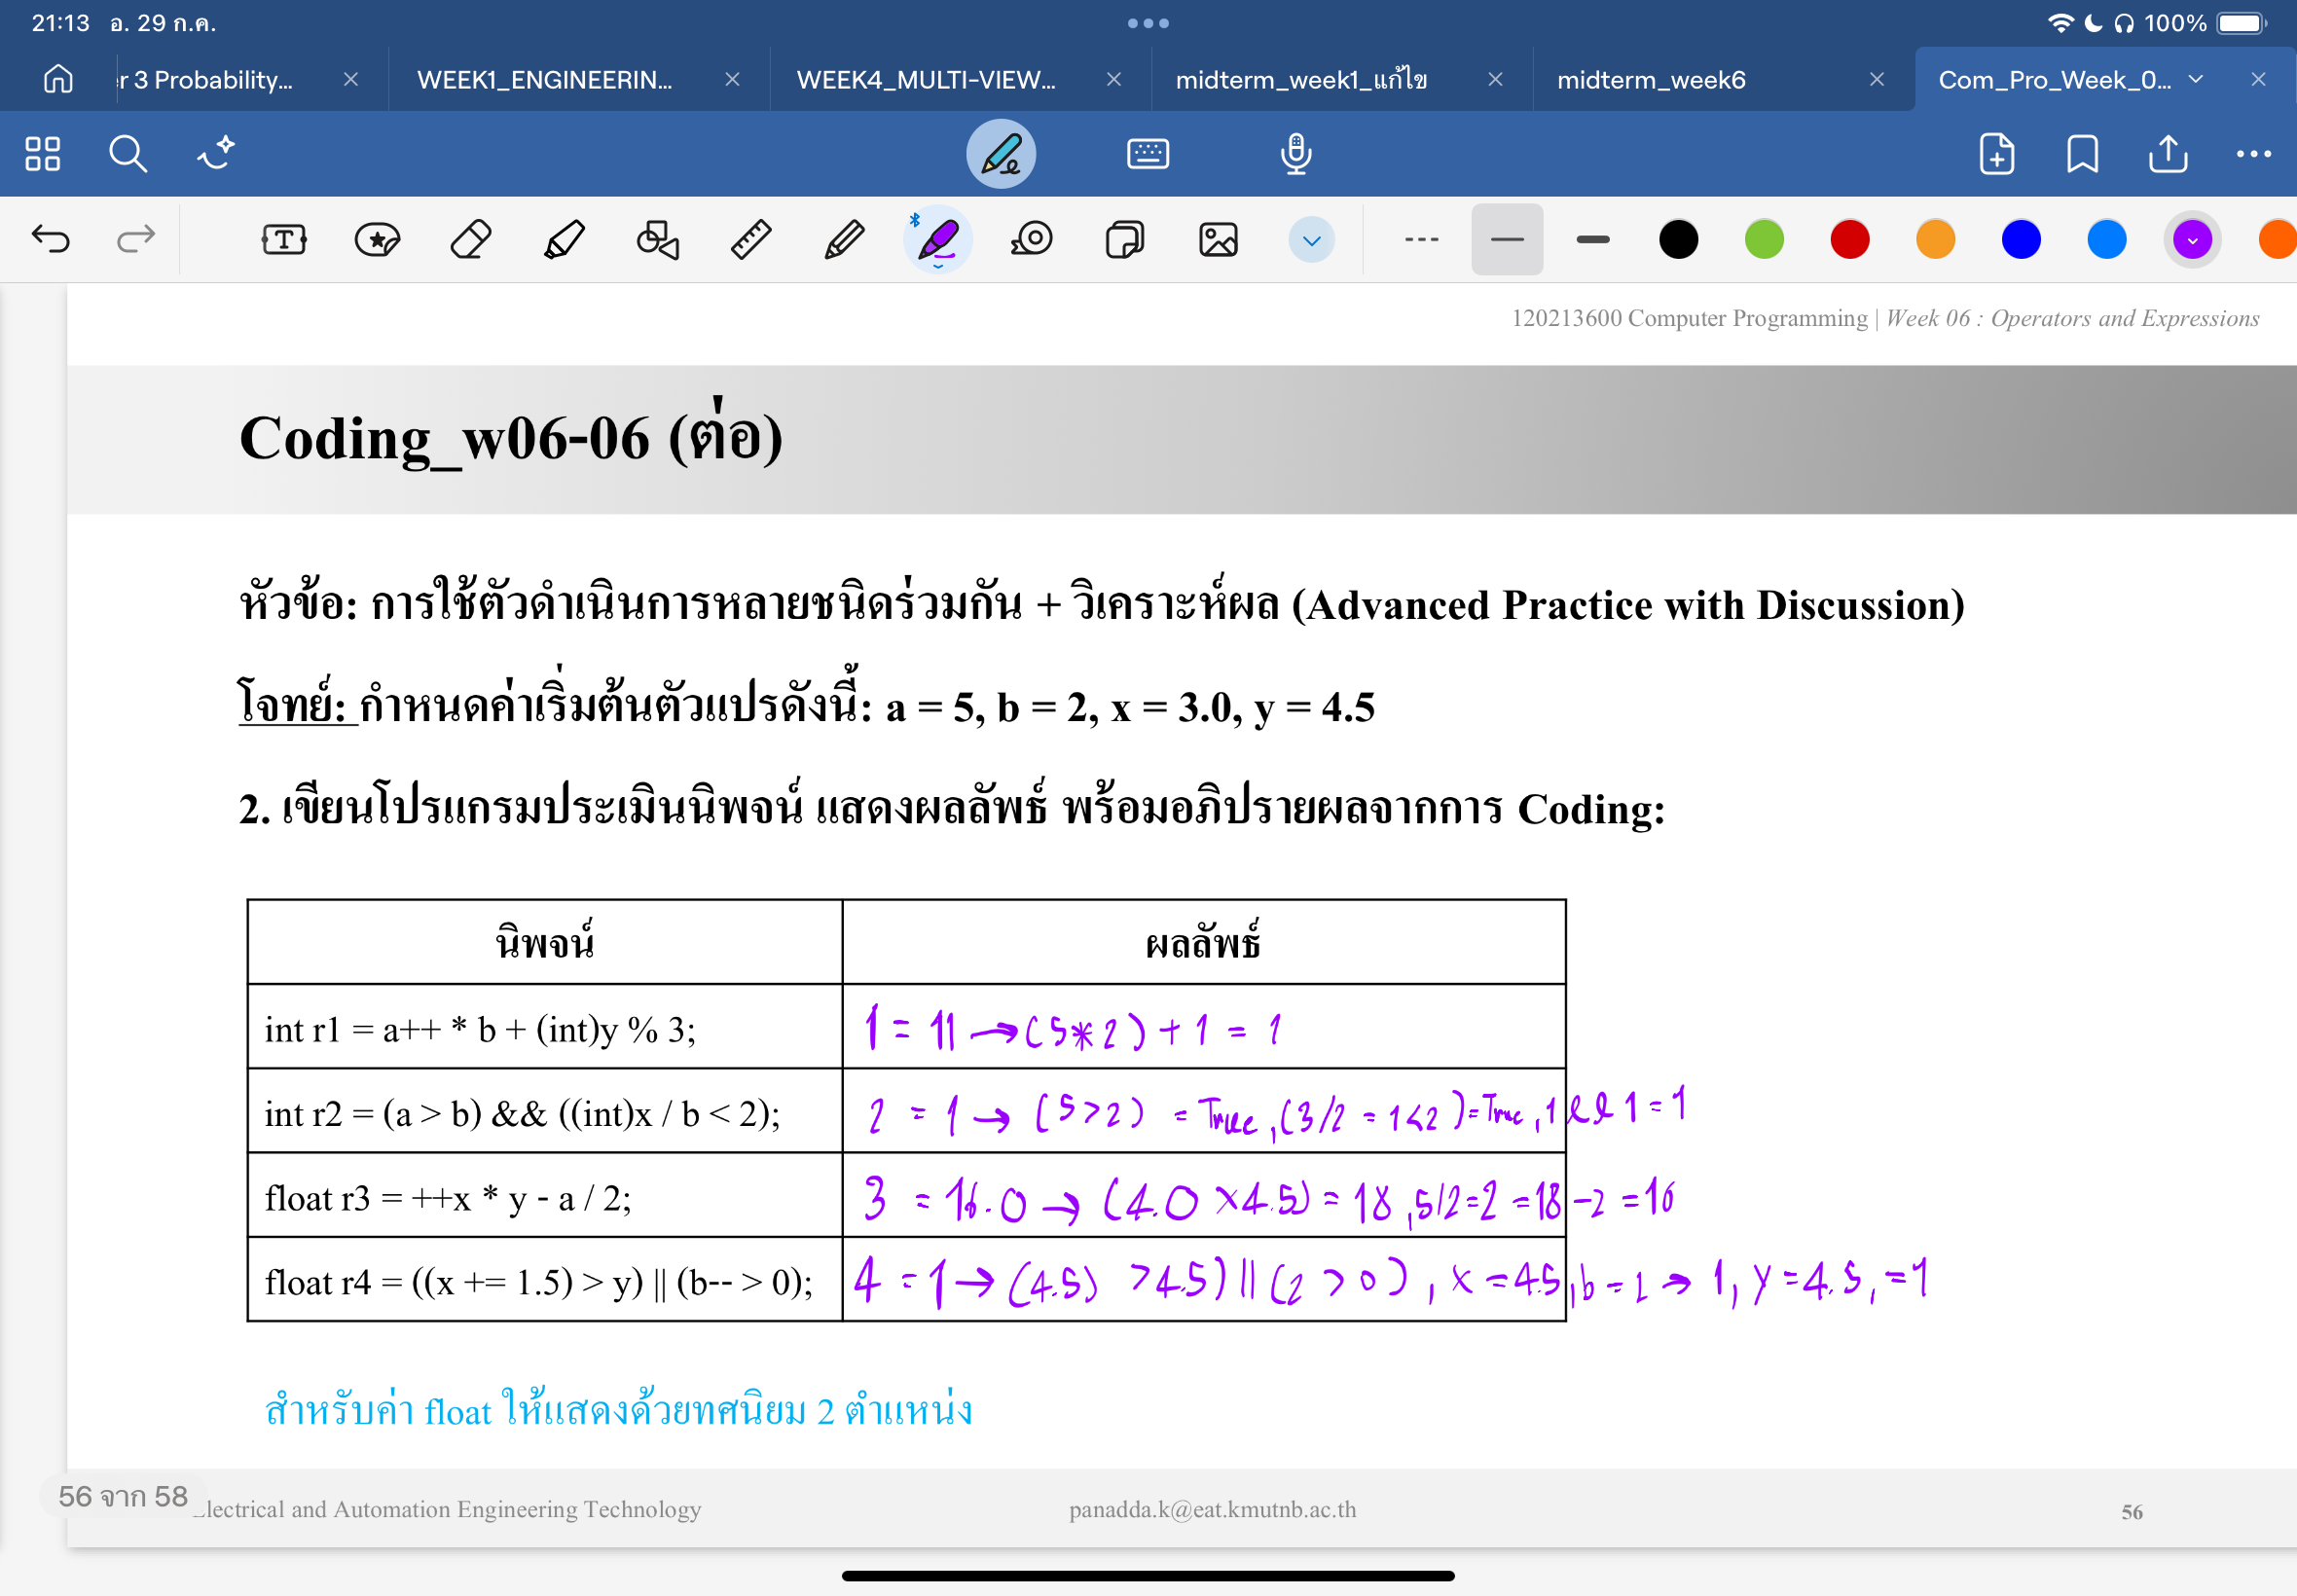 21:13 อ. 29 ก.ค. 100%
r 3 Probability... WEEK1_ENGINEERIN... WEEK4_MULTI-VIEW... midterm_week1_แก้ไข midterm_week6 Com_Pro_Week_0...
120213600 Computer Programming | Week 06 : Operators and Expressions
Coding_w06-06 (ต่อ)
หัวข้อ: การใช้ตัวดำเนินการหลายชนิดร่วมกัน + วิเคราะห์ผล (Advanced Practice with Discussion)
โจทย์: กำหนดค่าเริ่มต้นตัวแปรดังนี้: a = 5, b = 2, x = 3.0, y = 4.5
2. เขียนโปรแกรมประเมินนิพจน์ แสดงผลลัพธ์ พร้อมอภิปรายผลจากการ Coding:
นิพจน์ ผลลัพธ์
int r1 = a++ * b + (int)y % 3; 1 = 11 → (5*2) + 1 = 1
int r2 = (a > b) && ((int)x / b < 2); 2 = 1 → (5>2) = True, (3/2 = 1<2) = True, 1 && 1 = 1
float r3 = ++x * y - a / 2; 3 = 16.0 → (4.0 ×4.5) = 18, 5/2=2 = 18 -2 = 16
float r4 = ((x += 1.5) > y) || (b-- > 0); 4 = 1 → (4.5) >4.5) || (2 > 0), x = 4.5, b = 2 → 1, y = 4.5, = 1
สำหรับค่า float ให้แสดงด้วยทศนิยม 2 ตำแหน่ง
56 จาก 58
Electrical and Automation Engineering Technology panadda.k@eat.kmutnb.ac.th 56